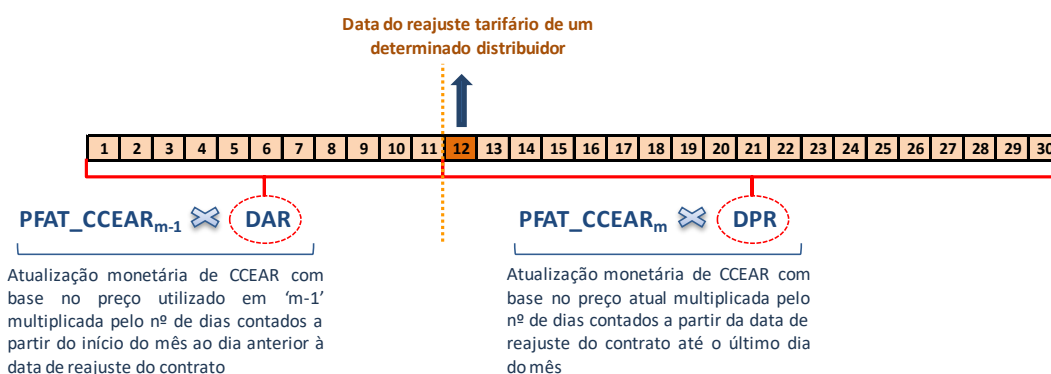 Data do reajuste tarifário de um
determinado distribuidor
1 2 3 4 5 6 7 8 9 10 11 12 13 14 15 16 17 18 19 20 21 22 23 24 25 26 27 28 29 30
PFAT_CCEARm-1 DAR
PFAT_CCEARm DPR
Atualização monetária de CCEAR com
base no preço utilizado em ‘m-1’
multiplicada pelo nº de dias contados a
partir do início do mês ao dia anterior à
data de reajuste do contrato
Atualização monetária de CCEAR com
base no preço atual multiplicada pelo
nº de dias contados a partir da data de
reajuste do contrato até o último dia
do mês